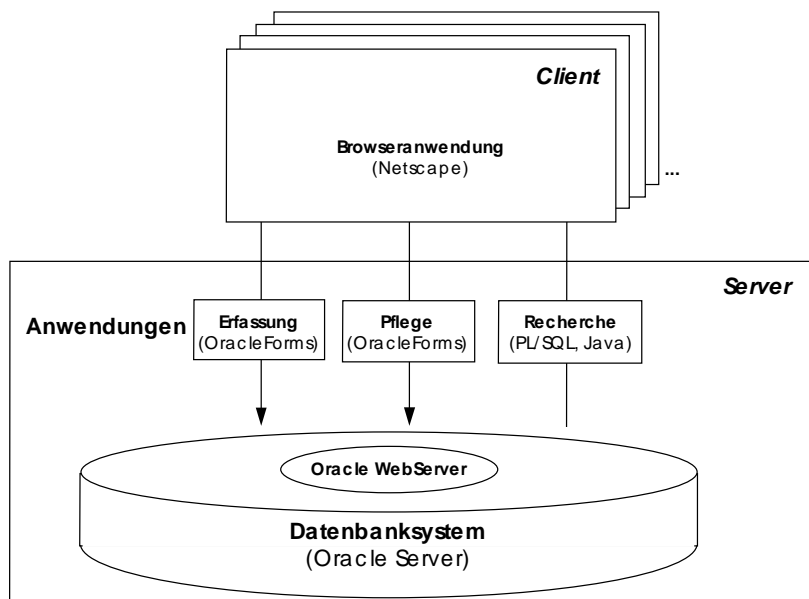 Client
Browseranwendung
(Netscape)
...
Server
Anwendungen
Erfassung
(OracleForms)
Pflege
(OracleForms)
Recherche
(PL/SQL, Java)
Oracle WebServer
Datenbanksystem
(Oracle Server)